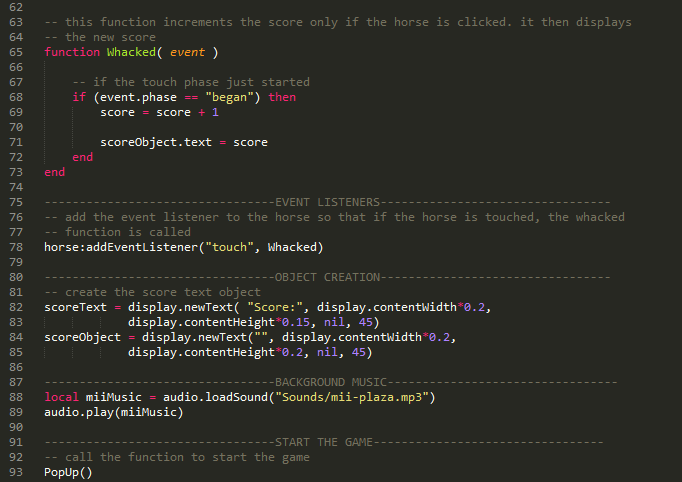 62
63 -- this function increments the score only if the horse is clicked. it then displays
64 -- the new score
65 function Whacked( event )
66
67     -- if the touch phase just started
68     if (event.phase == "began") then
69         score = score + 1
70
71         scoreObject.text = score
72     end
73 end
74
75 ---------------------------------EVENT LISTENERS---------------------------------
76 -- add the event listener to the horse so that if the horse is touched, the whacked
77 -- function is called
78 horse:addEventListener("touch", Whacked)
79
80 ---------------------------------OBJECT CREATION---------------------------------
81 -- create the score text object
82 scoreText = display.newText( "Score:", display.contentWidth*0.2,
83             display.contentHeight*0.15, nil, 45)
84 scoreObject = display.newText("", display.contentWidth*0.2,
85             display.contentHeight*0.2, nil, 45)
86
87 ---------------------------------BACKGROUND MUSIC---------------------------------
88 local miiMusic = audio.loadSound("Sounds/mii-plaza.mp3")
89 audio.play(miiMusic)
90
91 ---------------------------------START THE GAME---------------------------------
92 -- call the function to start the game
93 PopUp()